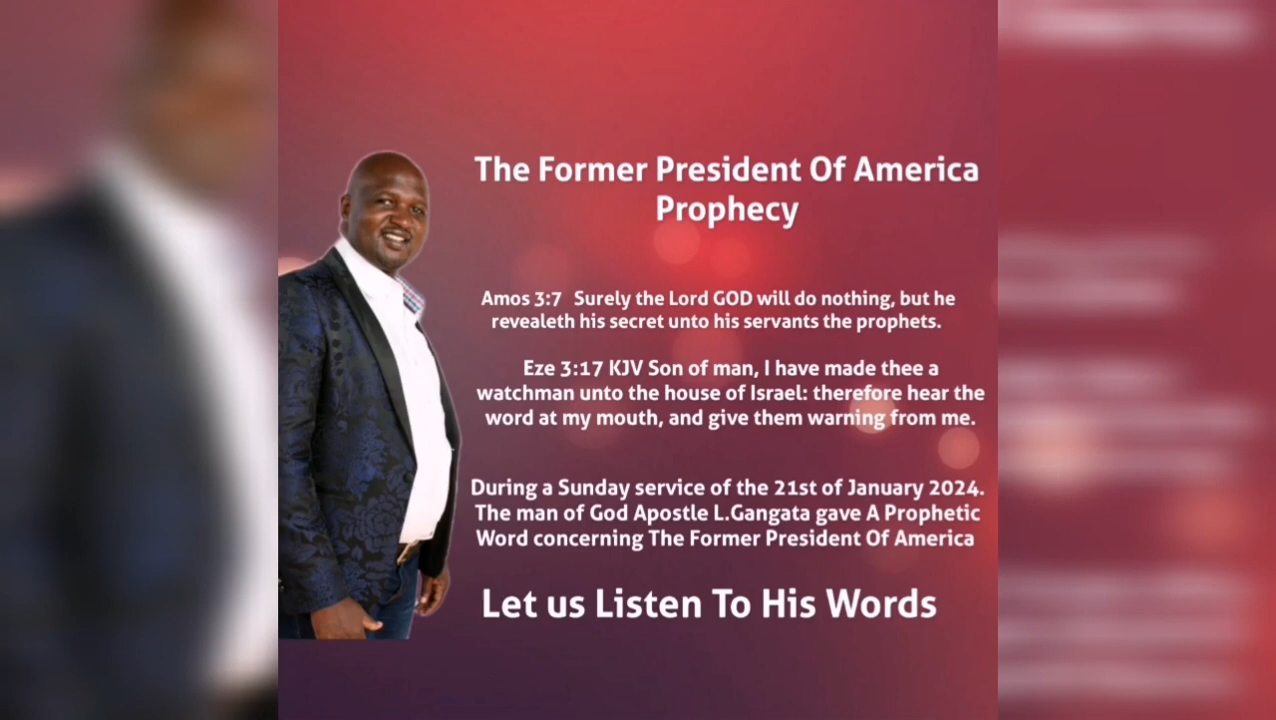 The Former President Of America
Prophecy
Amos 3:7 Surely the Lord GOD will do nothing, but he
revealeth his secret unto his servants the prophets.
Eze 3:17 KJV Son of man, I have made thee a
watchman unto the house of Israel: therefore hear the
word at my mouth, and give them warning from me.
During a Sunday service of the 21st of January 2024.
The man of God Apostle L.Gangata gave A Prophetic
Word concerning The Former President Of America
Let us Listen To His Words